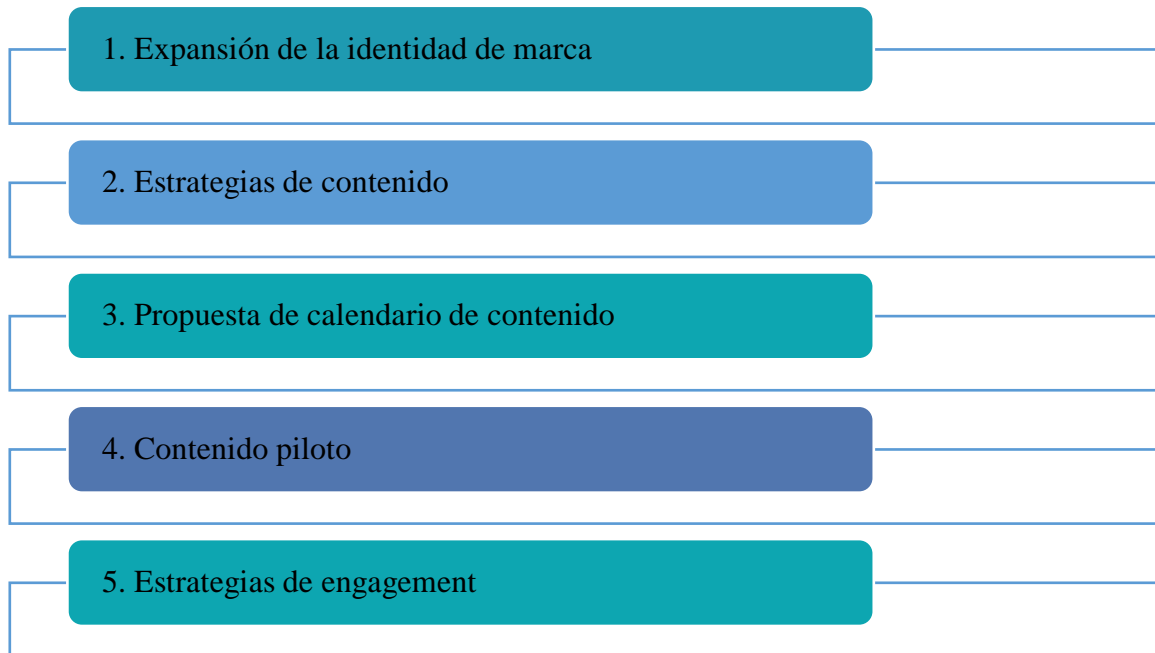 1. Expansión de la identidad de marca
2. Estrategias de contenido
3. Propuesta de calendario de contenido
4. Contenido piloto
5. Estrategias de engagement